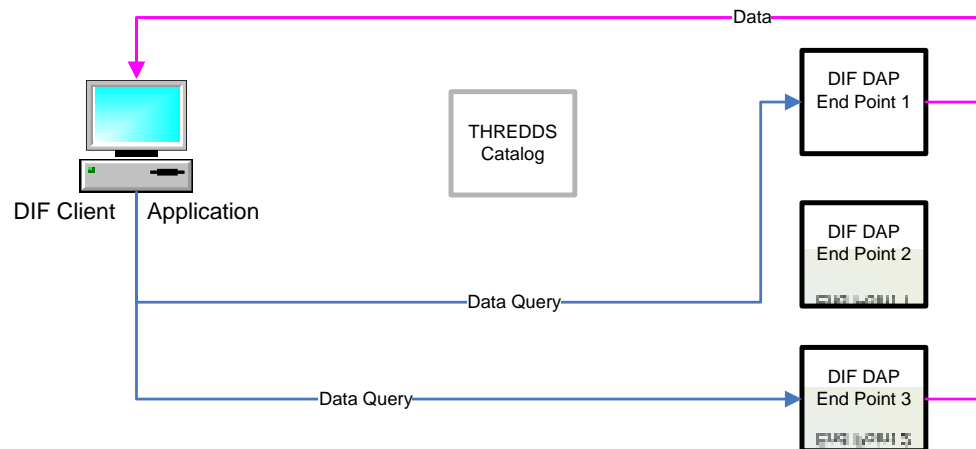 Data
DIF DAP
End Point 1
THREDDS
Catalog
DIF Client Application
DIF DAP
End Point 2
Data Query
DIF DAP
End Point 3
Data Query